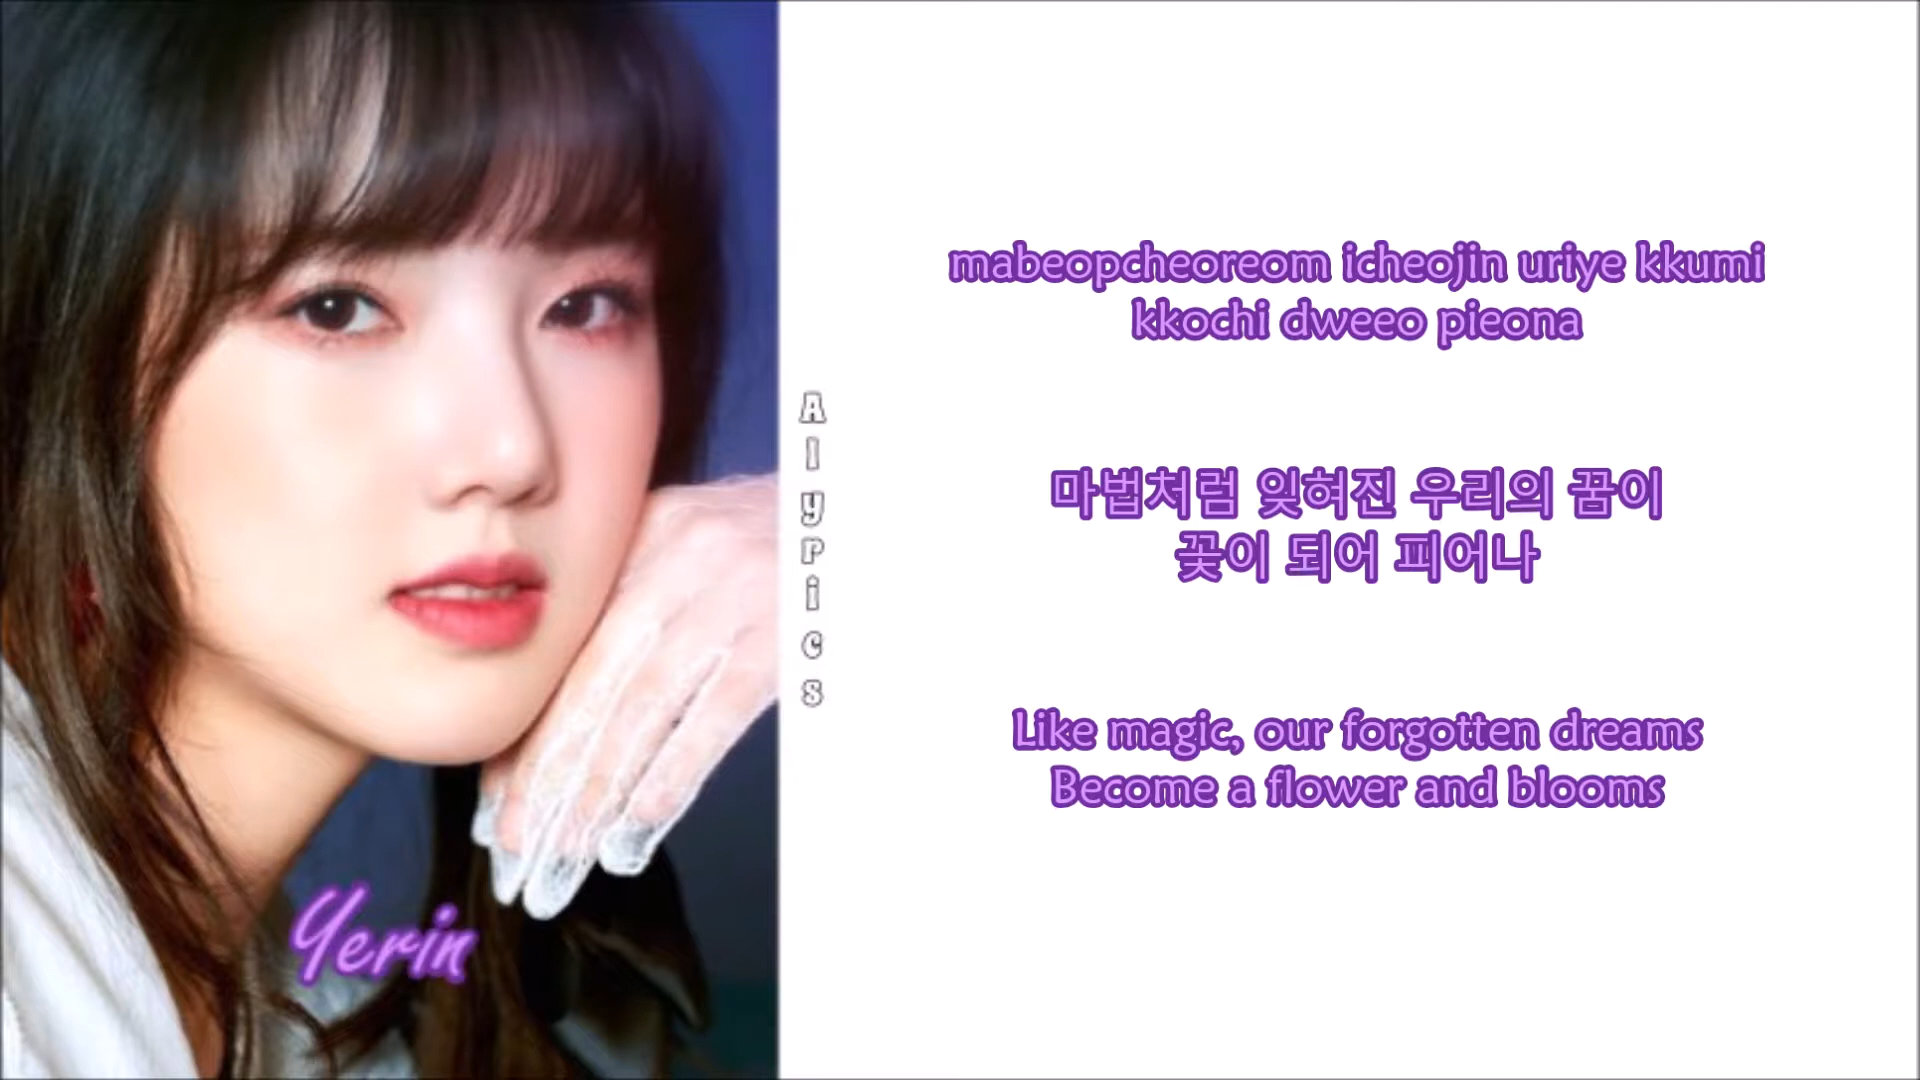 Yerin
Alypics
mabeopcheoreom icheojin uriye kkumi
kkochi dweeo pieona
마법처럼 잊혀진 우리의 꿈이
꽃이 되어 피어나
Like magic, our forgotten dreams
Become a flower and blooms